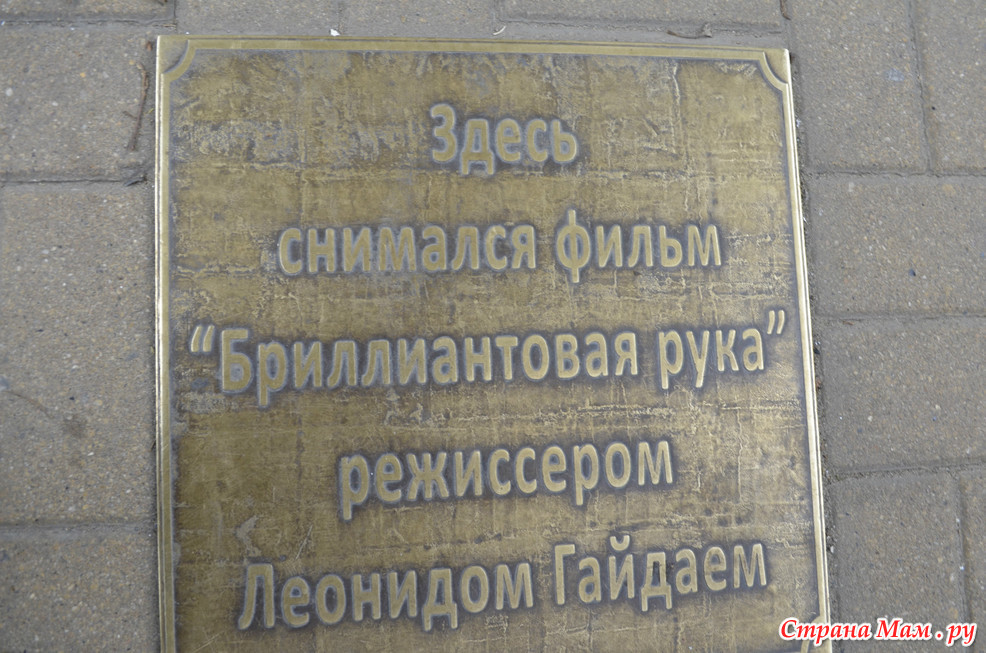 Здесь
снимался фильм
“Бриллиантовая рука”
режиссером
Леонидом Гайдаем
Страна Мам.ру